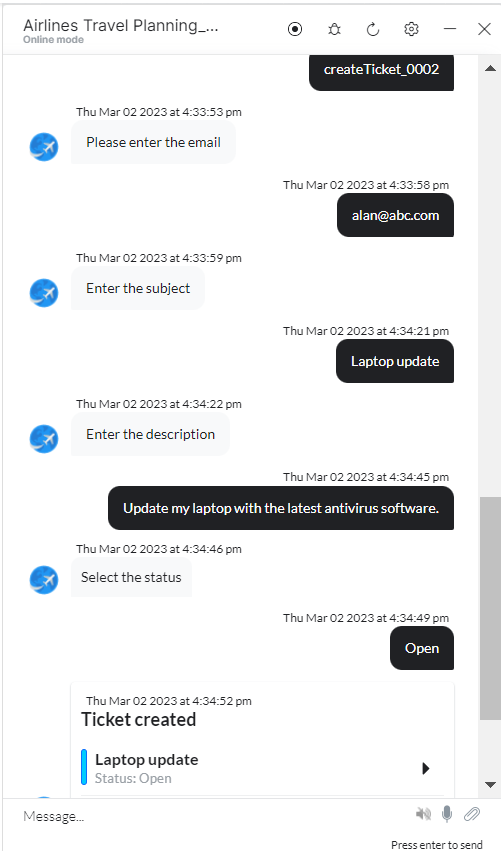 Airlines Travel Planning_...
Online mode
createTicket_0002
Thu Mar 02 2023 at 4:33:53 pm
Please enter the email
Thu Mar 02 2023 at 4:33:58 pm
alan@abc.com
Thu Mar 02 2023 at 4:33:59 pm
Enter the subject
Thu Mar 02 2023 at 4:34:21 pm
Laptop update
Thu Mar 02 2023 at 4:34:22 pm
Enter the description
Thu Mar 02 2023 at 4:34:45 pm
Update my laptop with the latest antivirus software.
Thu Mar 02 2023 at 4:34:46 pm
Select the status
Thu Mar 02 2023 at 4:34:49 pm
Open
Thu Mar 02 2023 at 4:34:52 pm
Ticket created
Laptop update
Status: Open
Message...
Press enter to send